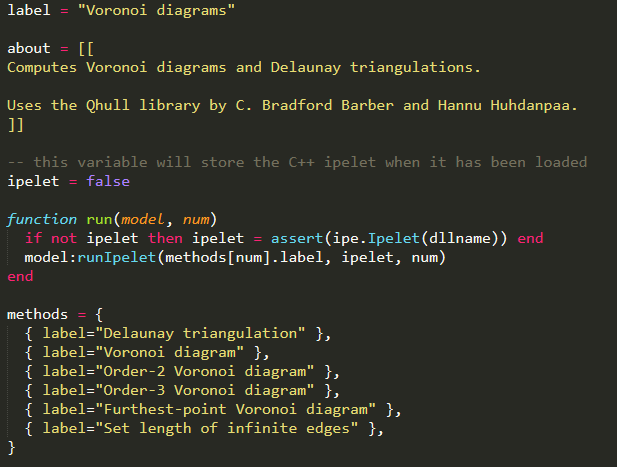 label = "Voronoi diagrams"
about = [[
Computes Voronoi diagrams and Delaunay triangulations.
Uses the Qhull library by C. Bradford Barber and Hannu Huhdanpaa.
]]
-- this variable will store the C++ ipelet when it has been loaded
ipelet = false
function run(model, num)
  if not ipelet then ipelet = assert(ipe.Ipelet(dllname)) end
  model:runIpelet(methods[num].label, ipelet, num)
end
methods = {
  { label="Delaunay triangulation" },
  { label="Voronoi diagram" },
  { label="Order-2 Voronoi diagram" },
  { label="Order-3 Voronoi diagram" },
  { label="Furthest-point Voronoi diagram" },
  { label="Set length of infinite edges" },
}